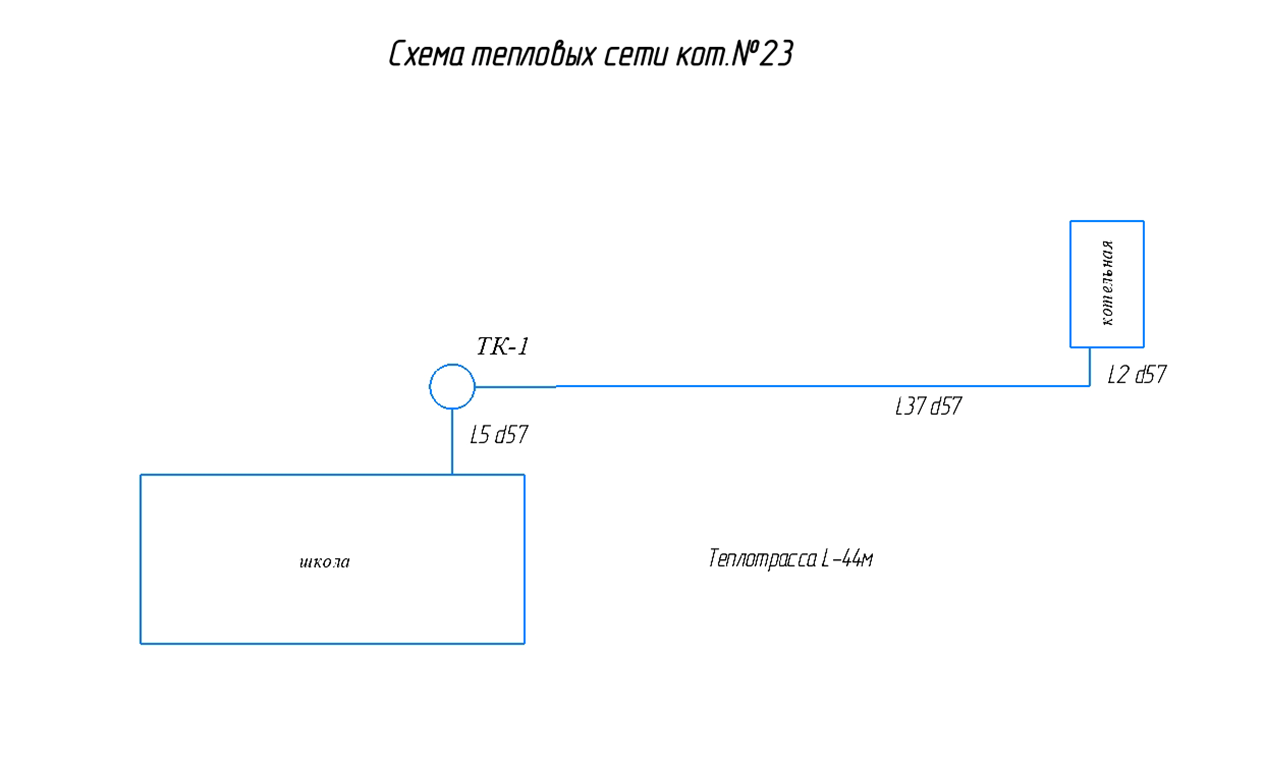 Схема тепловых сети кот.№23
котельная
ТК-1
L2 d57
L37 d57
L5 d57
школа
Теплотрасса L-44м